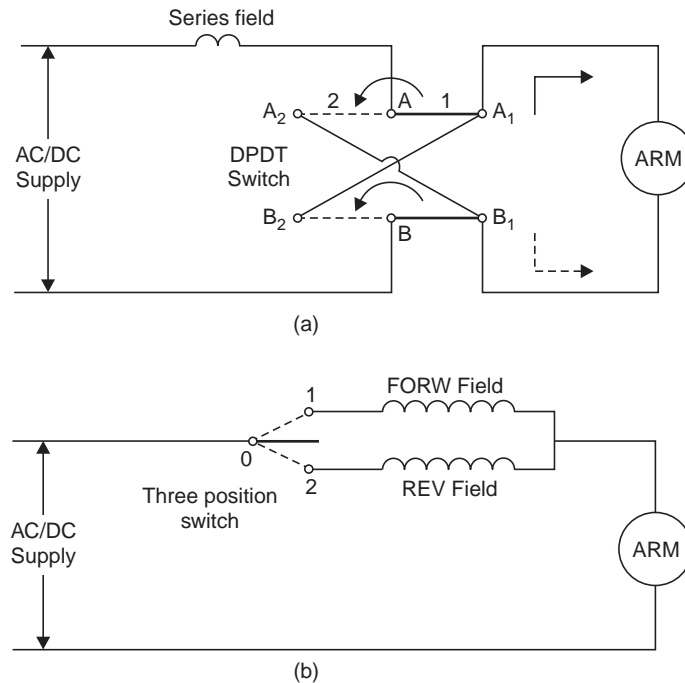 Series field
2
A
1
A2
A1
AC/DC
Supply
DPDT
Switch
ARM
B2
B
B1
(a)
1
FORW Field
0
2
REV Field
Three position
switch
AC/DC
Supply
ARM
(b)